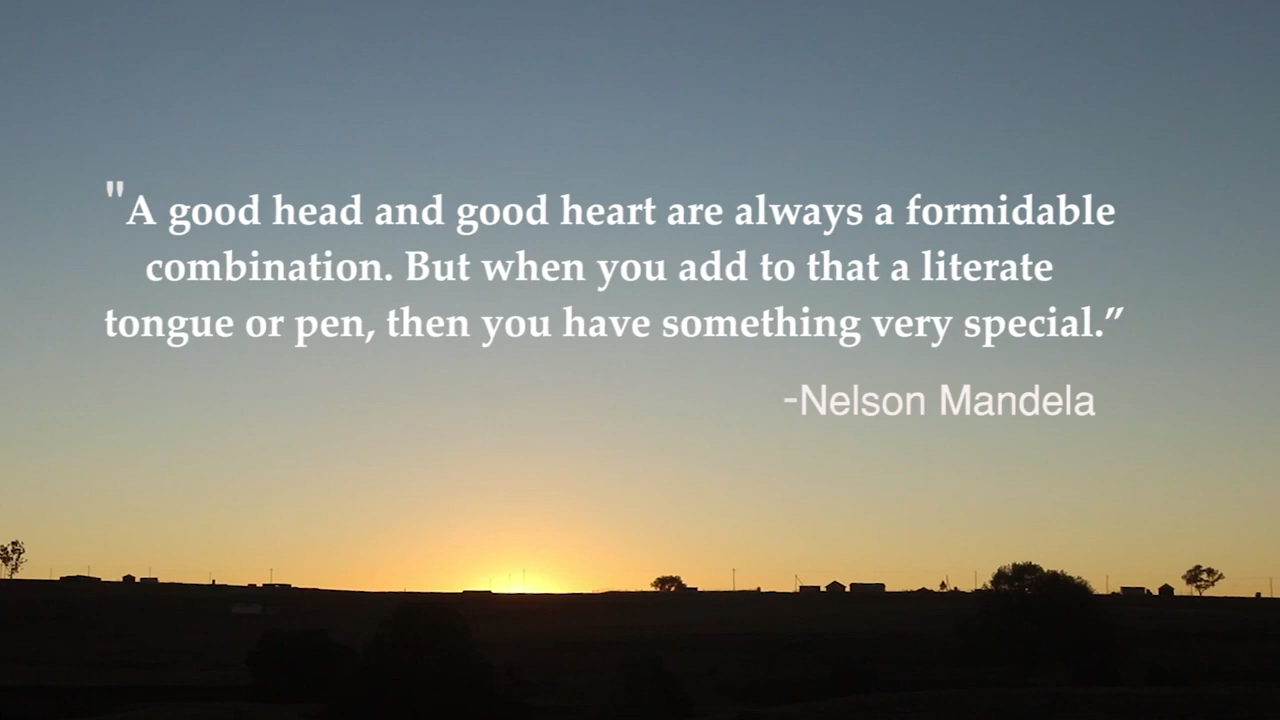 "A good head and good heart are always a formidable
combination. But when you add to that a literate
tongue or pen, then you have something very special.”
-Nelson Mandela